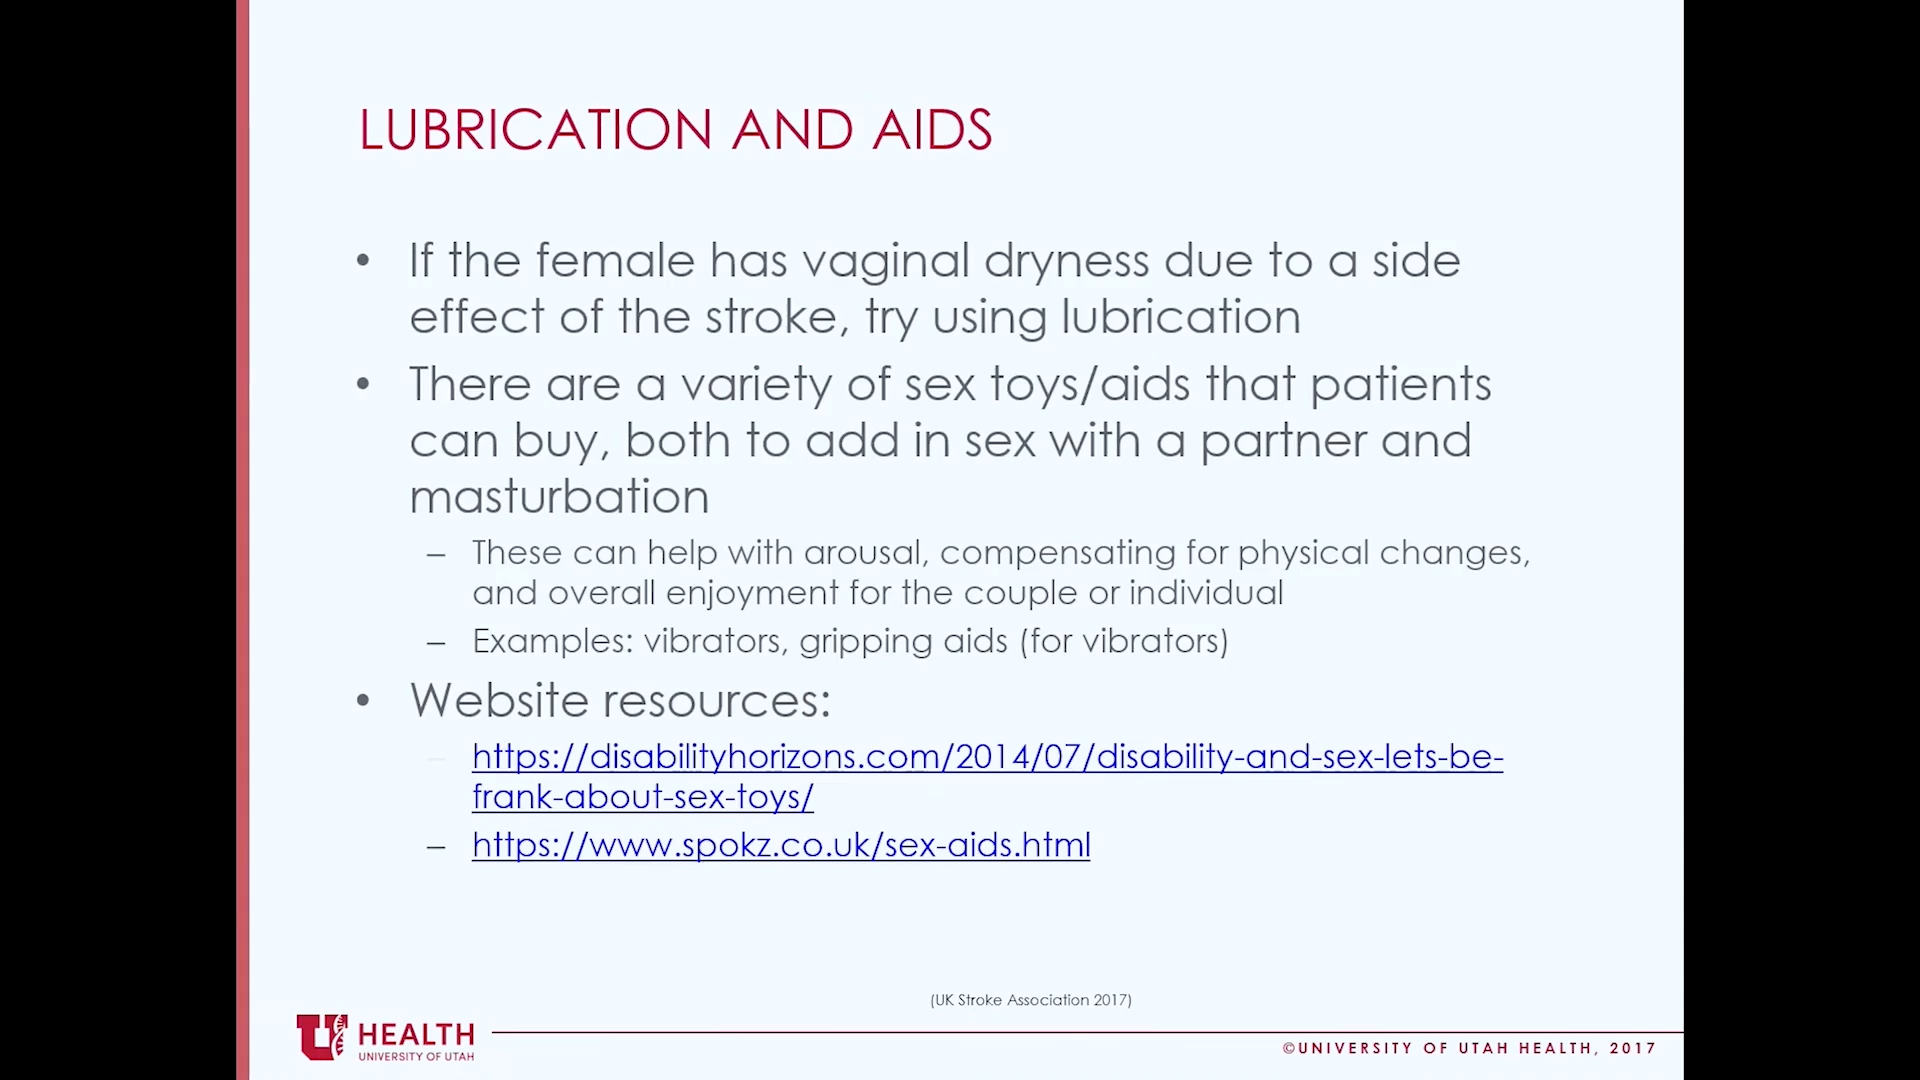 LUBRICATION AND AIDS
• If the female has vaginal dryness due to a side
effect of the stroke, try using lubrication
• There are a variety of sex toys/aids that patients
can buy, both to add in sex with a partner and
masturbation
– These can help with arousal, compensating for physical changes,
and overall enjoyment for the couple or individual
– Examples: vibrators, gripping aids (for vibrators)
• Website resources:
– https://disabilityhorizons.com/2014/07/disability-and-sex-lets-be-
frank-about-sex-toys/
– https://www.spokz.co.uk/sex-aids.html
(UK Stroke Association 2017)
U HEALTH
UNIVERSITY OF UTAH
©UNIVERSITY OF UTAH HEALTH, 2017